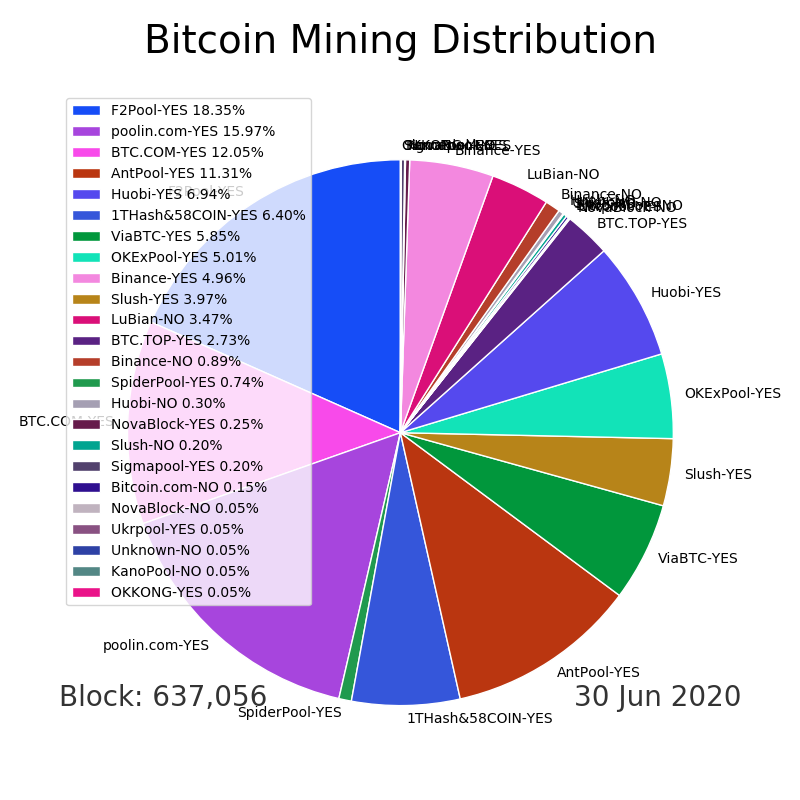 Bitcoin Mining Distribution
F2Pool-YES 18.35%
poolin.com-YES 15.97%
BTC.COM-YES 12.05%
AntPool-YES 11.31%
Huobi-YES 6.94%
1THash&58COIN-YES 6.40%
ViaBTC-YES 5.85%
OKExPool-YES 5.01%
Binance-YES 4.96%
Slush-YES 3.97%
LuBian-NO 3.47%
BTC.TOP-YES 2.73%
Binance-NO 0.89%
SpiderPool-YES 0.74%
Huobi-NO 0.30%
NovaBlock-YES 0.25%
Slush-NO 0.20%
Sigmapool-YES 0.20%
Bitcoin.com-NO 0.15%
NovaBlock-NO 0.05%
Ukrpool-YES 0.05%
Unknown-NO 0.05%
KanoPool-NO 0.05%
OKKONG-YES 0.05%
Binance-YES
LuBian-NO
Binance-NO
NovaBlock-NO
BTC.TOP-YES
Huobi-YES
OKExPool-YES
Slush-YES
ViaBTC-YES
AntPool-YES
1THash&58COIN-YES
SpiderPool-YES
poolin.com-YES
BTC.COM-YES
F2Pool-YES
Block: 637,056
30 Jun 2020